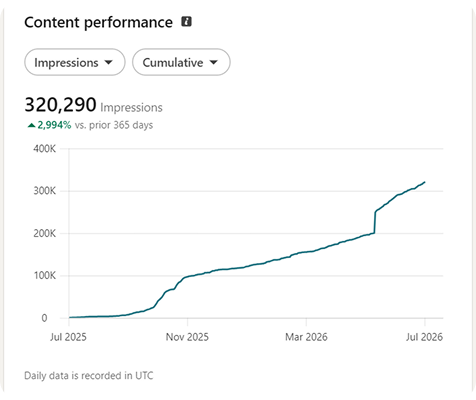 Content performance
Impressions Cumulative
320,290 Impressions
2,994% vs. prior 365 days
400K
300K
200K
100K
0
Jul 2025 Nov 2025 Mar 2026 Jul 2026
Daily data is recorded in UTC